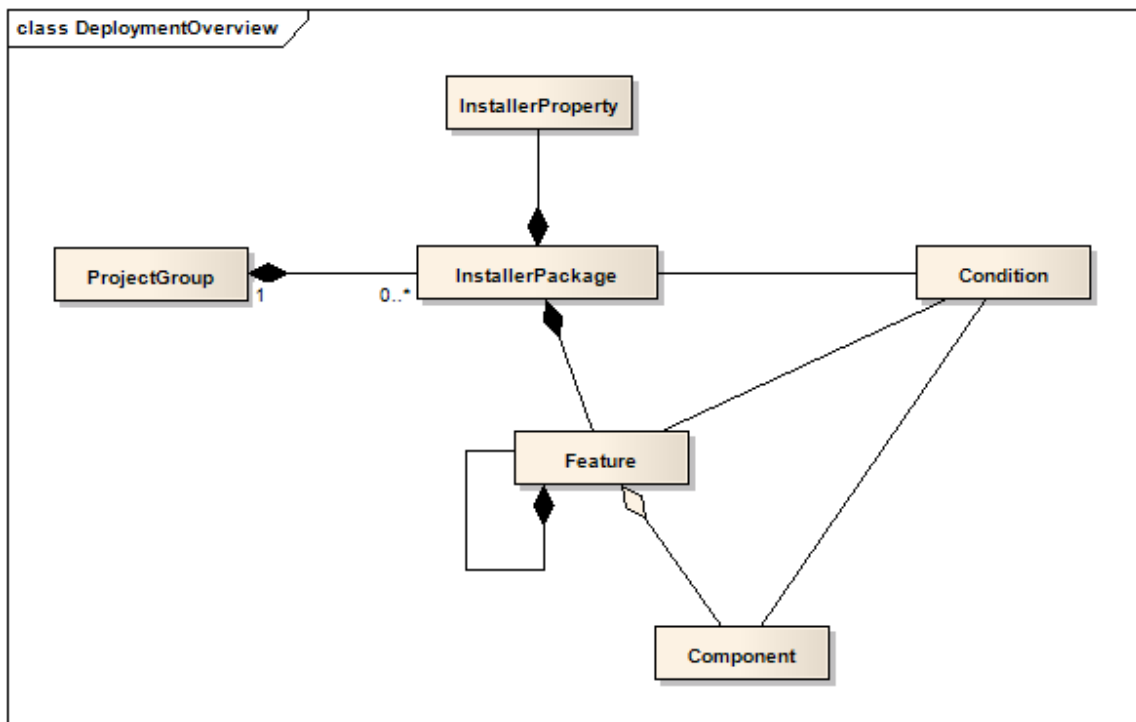 class DeploymentOverview
InstallerProperty
ProjectGroup
InstallerPackage
Condition
1
0..*
Feature
Component